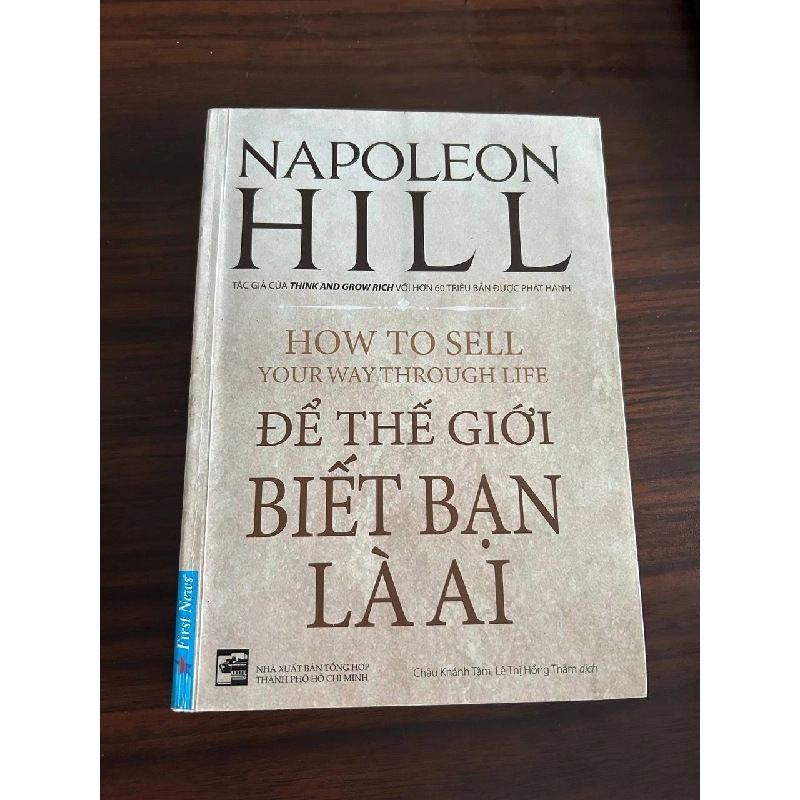 NAPOLEON
HILL
TÁC GIẢ CỦA THINK AND GROW RICH VỚI HƠN 60 TRIỆU BẢN ĐƯỢC PHÁT HÀNH
HOW TO SELL
YOUR WAY THROUGH LIFE
ĐỂ THẾ GIỚI
BIẾT BẠN
LÀ AI
First News
NHÀ XUẤT BẢN TỔNG HỢP
THÀNH PHỐ HỒ CHÍ MINH
Châu Khánh Tâm, Lê Thị Hồng Thắm dịch